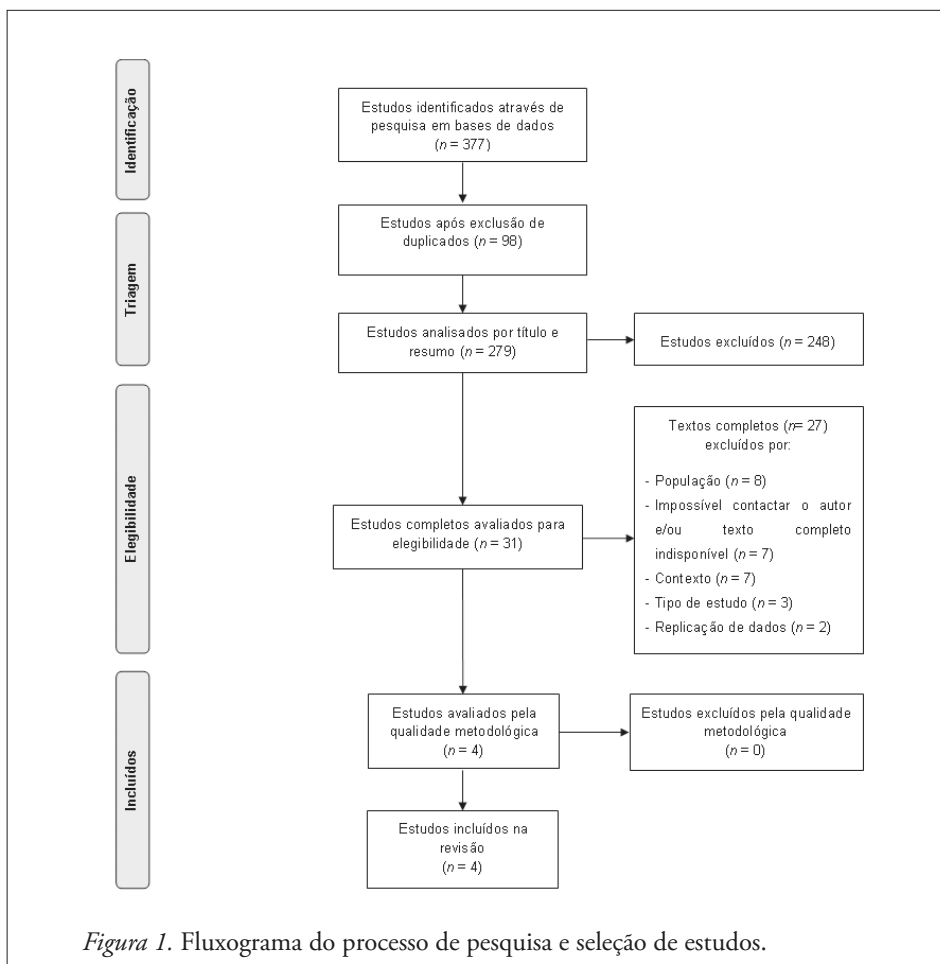 Identificação
Estudos identificados através de
pesquisa em bases de dados
(n = 377)
Triagem
Estudos após exclusão de
duplicados (n = 98)
Estudos analisados por título e
resumo (n = 279)
Estudos excluídos (n = 248)
Elegibilidade
Estudos completos avaliados para
elegibilidade (n = 31)
Textos completos (n= 27)
excluídos por:
- População (n = 8)
- Impossível contactar o autor
e/ou texto completo
indisponível (n = 7)
- Contexto (n = 7)
- Tipo de estudo (n = 3)
- Replicação de dados (n = 2)
Incluídos
Estudos avaliados pela
qualidade metodológica
(n = 4)
Estudos excluídos pela qualidade
metodológica
(n = 0)
Estudos incluídos na
revisão
(n = 4)
Figura 1. Fluxograma do processo de pesquisa e seleção de estudos.